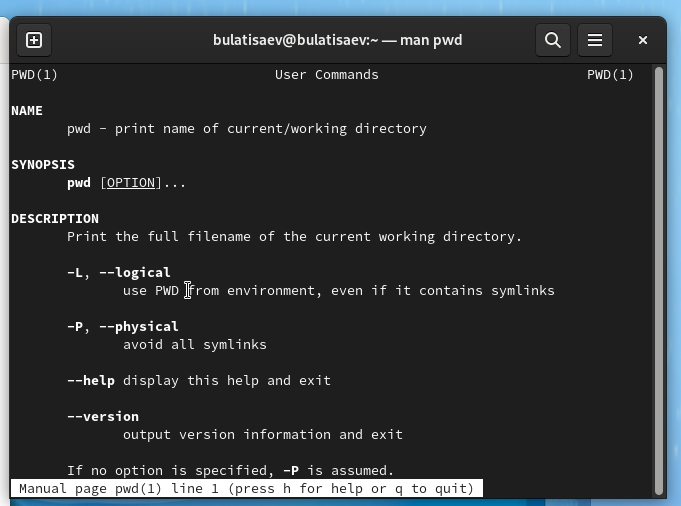 bulatisaev@bulatisaev:~ — man pwd
PWD(1) User Commands PWD(1)
NAME
pwd - print name of current/working directory
SYNOPSIS
pwd [OPTION]...
DESCRIPTION
Print the full filename of the current working directory.
-L, --logical
use PWD from environment, even if it contains symlinks
-P, --physical
avoid all symlinks
--help display this help and exit
--version
output version information and exit
If no option is specified, -P is assumed.
Manual page pwd(1) line 1 (press h for help or q to quit)